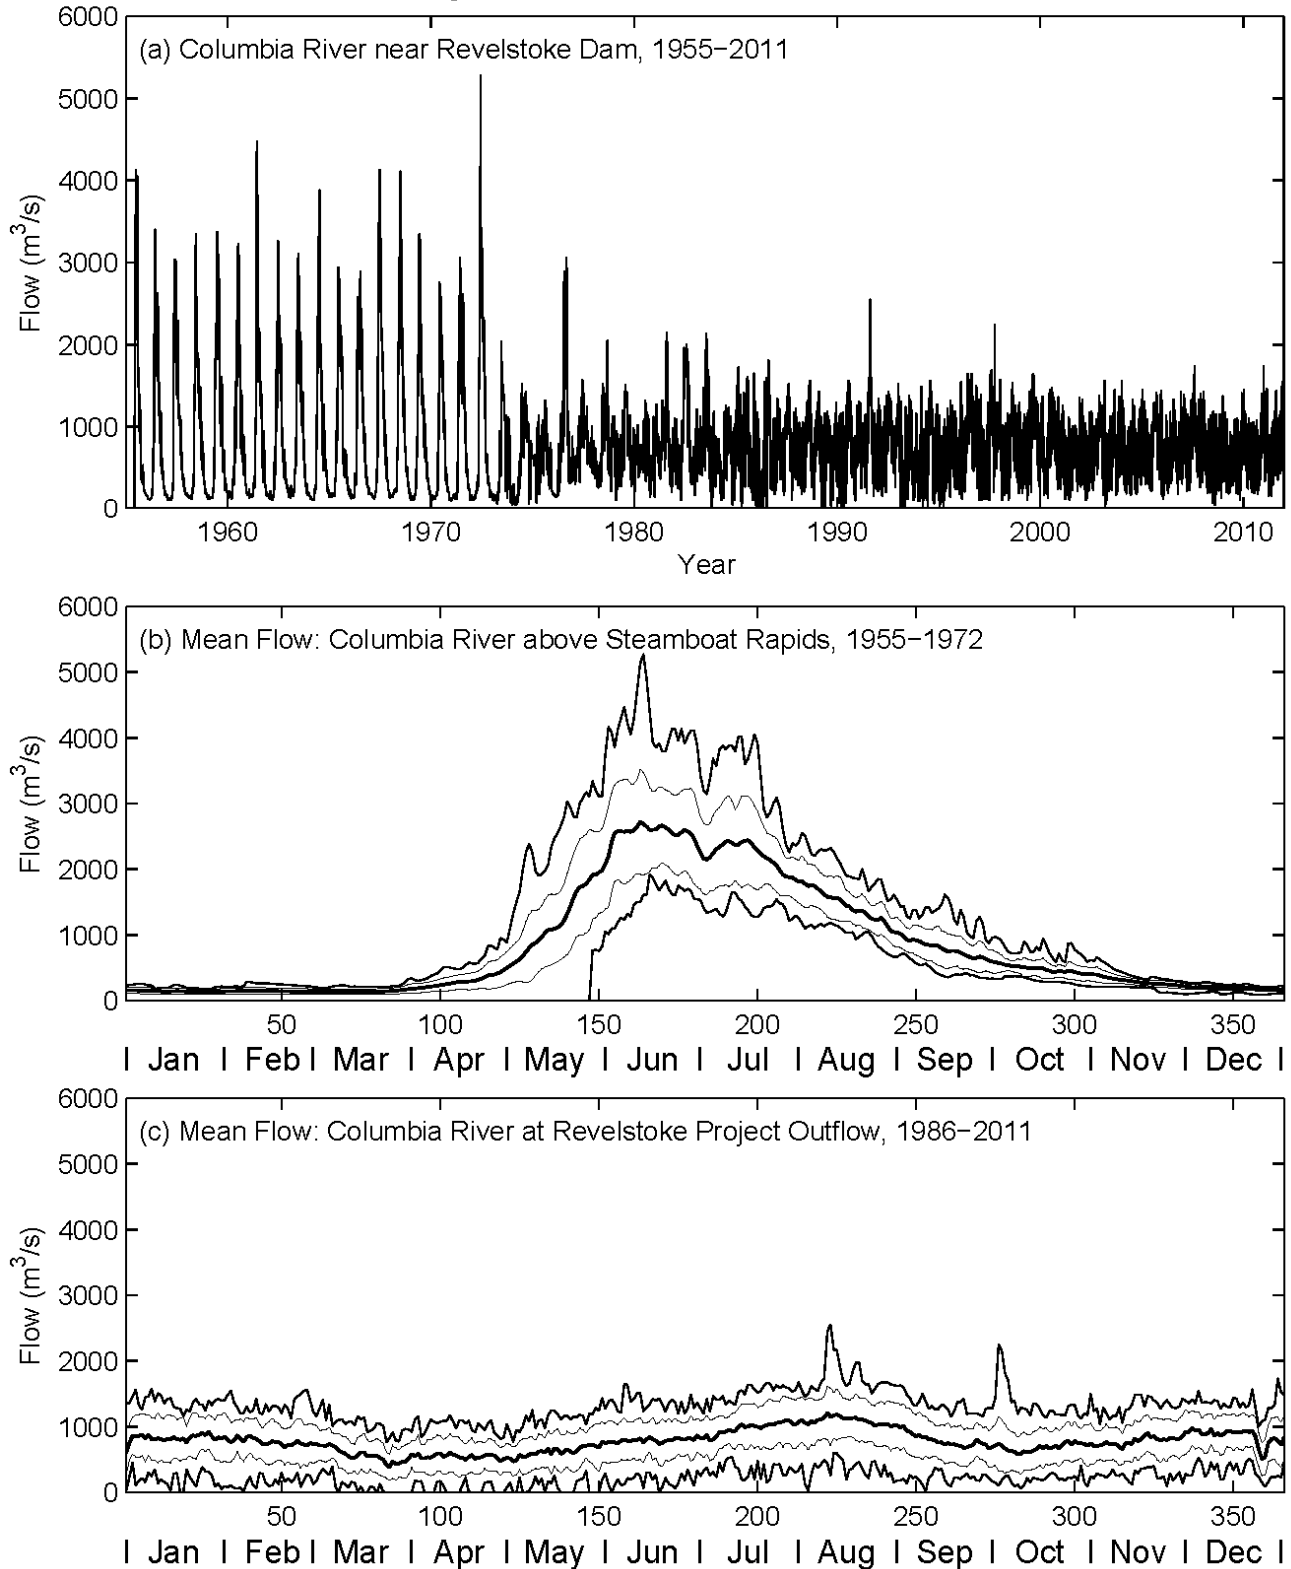 6000
(a) Columbia River near Revelstoke Dam, 1955−2011
5000
4000
3000
2000
1000
0
Flow (m³/s)
1960 1970 1980 1990 2000 2010
Year
6000
(b) Mean Flow: Columbia River above Steamboat Rapids, 1955−1972
5000
4000
3000
2000
1000
0
Flow (m³/s)
50 100 150 200 250 300 350
I Jan I Feb I Mar I Apr I May I Jun I Jul I Aug I Sep I Oct I Nov I Dec I
6000
(c) Mean Flow: Columbia River at Revelstoke Project Outflow, 1986−2011
5000
4000
3000
2000
1000
0
Flow (m³/s)
50 100 150 200 250 300 350
I Jan I Feb I Mar I Apr I May I Jun I Jul I Aug I Sep I Oct I Nov I Dec I